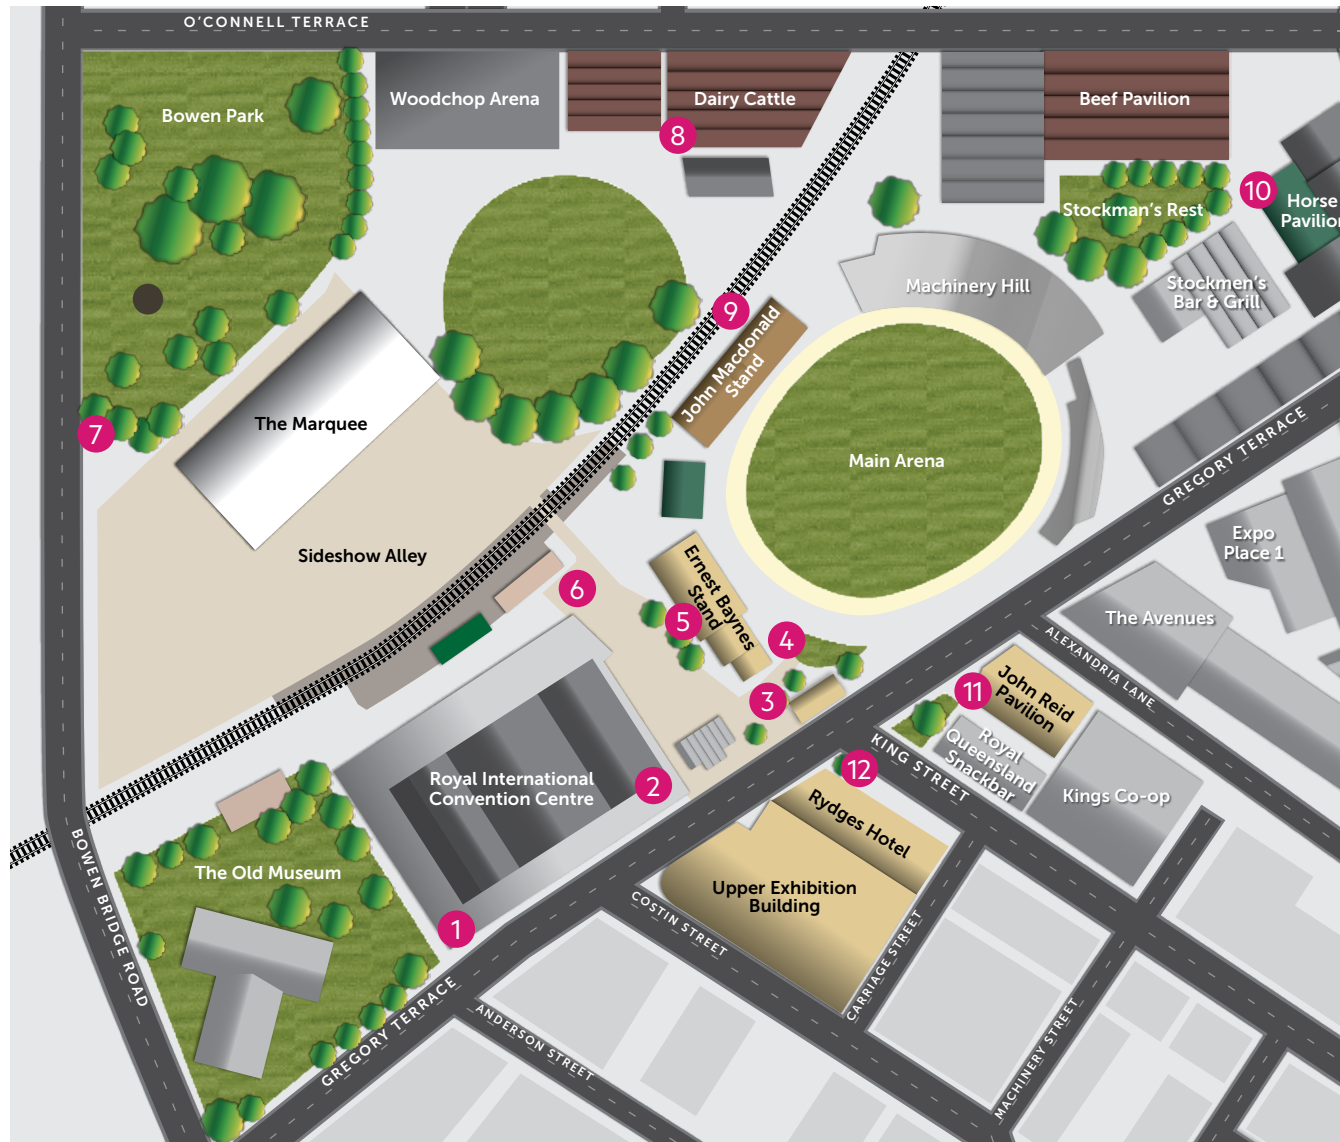 O'CONNELL TERRACE
Bowen Park
Woodchop Arena
Dairy Cattle
Beef Pavilion
8
10
Horse
Pavilion
Stockman's Rest
Machinery Hill
Stockmen's
Bar & Grill
9
John Macdonald
Stand
7
The Marquee
Main Arena
GREGORY TERRACE
Sideshow Alley
Expo
Place 1
6
Ernest Baynes
Stand
5
4
3
The Avenues
ALEXANDRIA LANE
11
John Reid
Pavilion
Royal
Queensland
Snackbar
KING STREET
12
Kings Co-op
Royal International
Convention Centre
2
Rydges Hotel
Upper Exhibition
Building
BOWEN BRIDGE ROAD
The Old Museum
1
COSTIN STREET
CARRIAGE STREET
GREGORY TERRACE
ANDERSON STREET
MACHINERY STREET